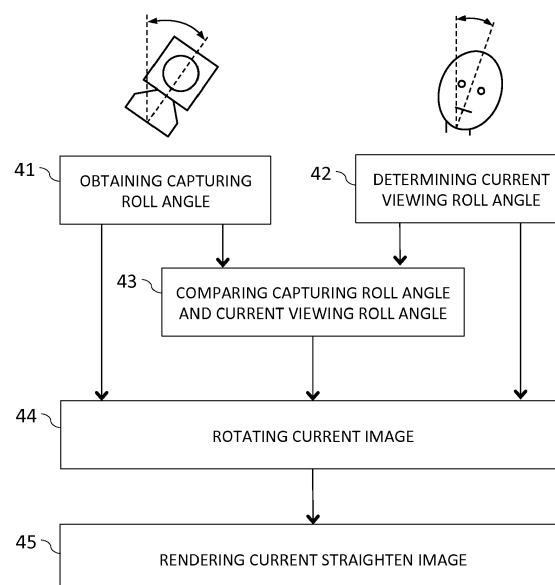 41
OBTAINING CAPTURING
ROLL ANGLE
42
DETERMINING CURRENT
VIEWING ROLL ANGLE
43
COMPARING CAPTURING ROLL ANGLE
AND CURRENT VIEWING ROLL ANGLE
44
ROTATING CURRENT IMAGE
45
RENDERING CURRENT STRAIGHTEN IMAGE